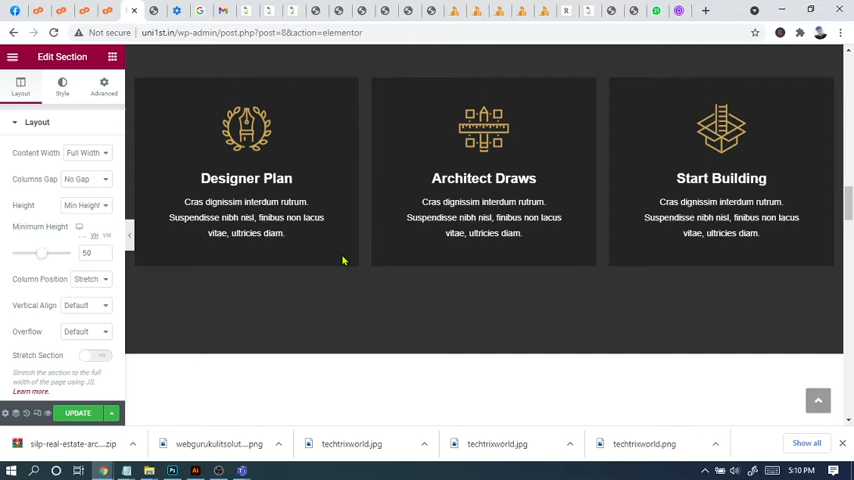 Not secure
uni1st.in/wp-admin/post.php?post=8&action=elementor
Edit Section
Layout
Style
Advanced
Layout
Content Width
Full Width
Columns Gap
No Gap
Height
Min Height
Minimum Height
VH
VW
50
Column Position
Stretch
Vertical Align
Default
Overflow
Default
Stretch Section
NO
Stretch the section to the full
width of the page using JS.
Learn more.
UPDATE
Designer Plan
Cras dignissim interdum rutrum.
Suspendisse nibh nisl, finibus non lacus
vitae, ultricies diam.
Architect Draws
Cras dignissim interdum rutrum.
Suspendisse nibh nisl, finibus non lacus
vitae, ultricies diam.
Start Building
Cras dignissim interdum rutrum.
Suspendisse nibh nisl, finibus non lacus
vitae, ultricies diam.
silp-real-estate-arc....zip
webgurukulitsolut....png
techtrixworld.jpg
techtrixworld.jpg
techtrixworld.png
Show all
5:10 PM